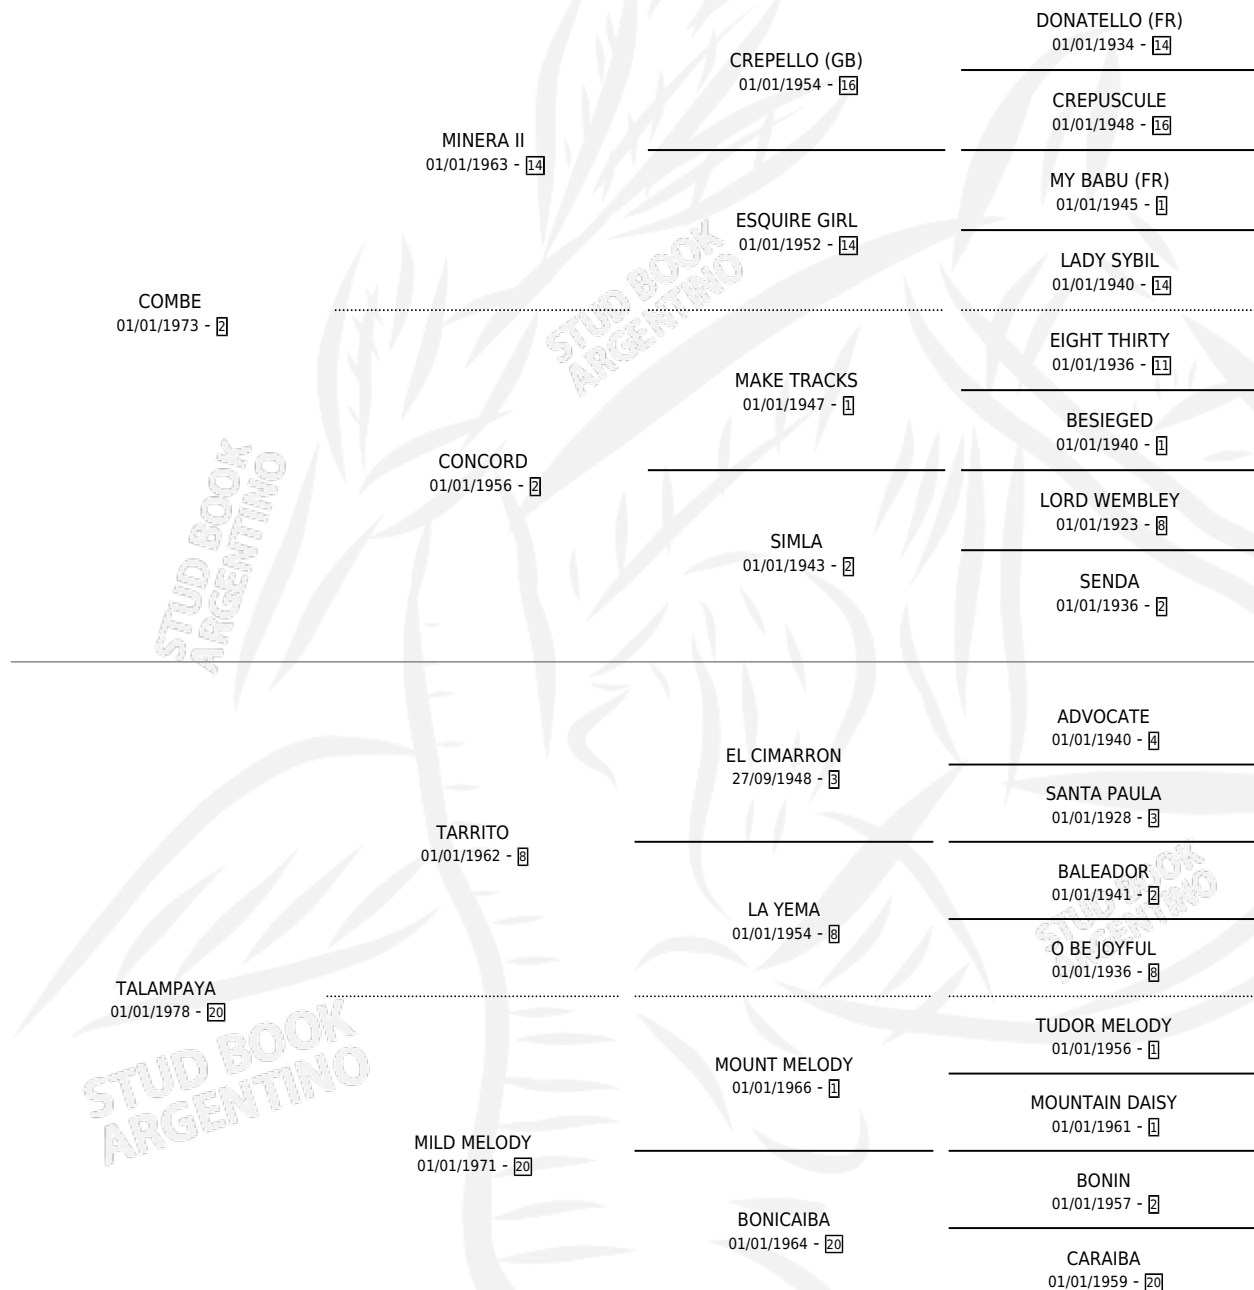 DONATELLO (FR)
01/01/1934 - 14
CREPELLO (GB)
01/01/1954 - 16
CREPUSCULE
01/01/1948 - 16
MINERA II
01/01/1963 - 14
MY BABU (FR)
01/01/1945 - 1
ESQUIRE GIRL
01/01/1952 - 14
LADY SYBIL
01/01/1940 - 14
COMBE
01/01/1973 - 2
EIGHT THIRTY
01/01/1936 - 11
MAKE TRACKS
01/01/1947 - 1
BESIEGED
01/01/1940 - 1
CONCORD
01/01/1956 - 2
LORD WEMBLEY
01/01/1923 - 8
SIMLA
01/01/1943 - 2
SENDA
01/01/1936 - 2
ADVOCATE
01/01/1940 - 4
EL CIMARRON
27/09/1948 - 3
SANTA PAULA
01/01/1928 - 3
TARRITO
01/01/1962 - 8
BALEADOR
01/01/1941 - 2
LA YEMA
01/01/1954 - 8
O BE JOYFUL
01/01/1936 - 8
TALAMPAYA
01/01/1978 - 20
TUDOR MELODY
01/01/1956 - 1
MOUNT MELODY
01/01/1966 - 1
MOUNTAIN DAISY
01/01/1961 - 1
MILD MELODY
01/01/1971 - 20
BONIN
01/01/1957 - 2
BONICAIBA
01/01/1964 - 20
CARAIBA
01/01/1959 - 20
STUD BOOK
ARGENTINO
STUD BOOK
ARGENTINO
STUD BOOK
ARGENTINO
STUD BOOK
ARGENTINO